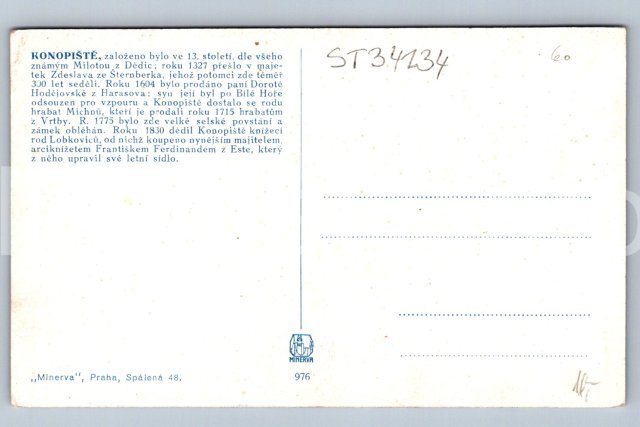 KONOPIŠTĚ, založeno bylo ve 13. století, dle všeho
známým Milotou z Dědic; roku 1327 přešlo v maje-
tek Zdeslava ze Šternberka, jehož potomci zde téměř
300 let seděli. Roku 1604 bylo prodáno paní Dorotě
Hodějovské z Harasova; syn její byl po Bílé Hoře
odsouzen pro vzpouru a Konopiště dostalo se rodu
hrabat Michnů, kteří je prodali roku 1715 hrabatům
z Vrtby. R. 1775 bylo zde velké selské povstání a
zámek obléhán. Roku 1830 dědil Konopiště knížecí
rod Lobkoviců, od nichž koupeno nynějším majitelem,
arciknížetem Františkem Ferdinandem z Este, který
z něho upravil své letní sídlo.
ST34234
60
MINERVA
„Minerva", Praha, Spálená 48.
976